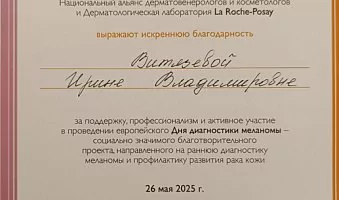 Национальный альянс дерматовенерологов и косметологов
и Дерматологическая лаборатория La Roche-Posay
выражают искреннюю благодарность
Витязевой
Ирине Владимировне
за поддержку, профессионализм и активное участие
в проведении европейского Дня диагностики меланомы –
социально значимого благотворительного
проекта, направленного на раннюю диагностику
меланомы и профилактику развития рака кожи
26 мая 2025 г.